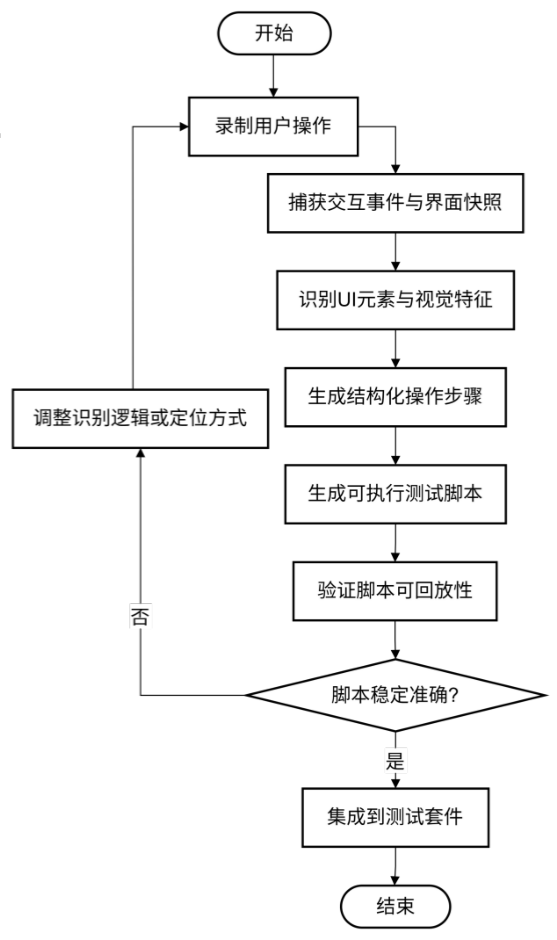 开始
录制用户操作
捕获交互事件与界面快照
识别UI元素与视觉特征
生成结构化操作步骤
调整识别逻辑或定位方式
生成可执行测试脚本
验证脚本可回放性
否
脚本稳定准确?
是
集成到测试套件
结束